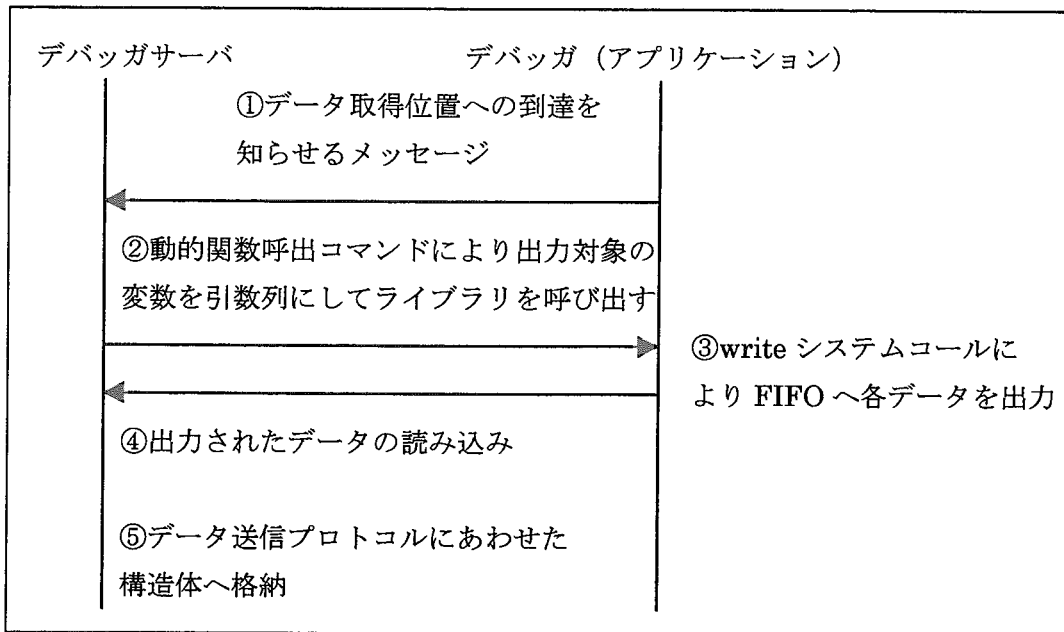 デバッガサーバ
デバッガ（アプリケーション）
①データ取得位置への到達を
知らせるメッセージ
②動的関数呼出コマンドにより出力対象の
変数を引数列にしてライブラリを呼び出す
③write システムコールに
より FIFO へ各データを出力
④出力されたデータの読み込み
⑤データ送信プロトコルにあわせた
構造体へ格納